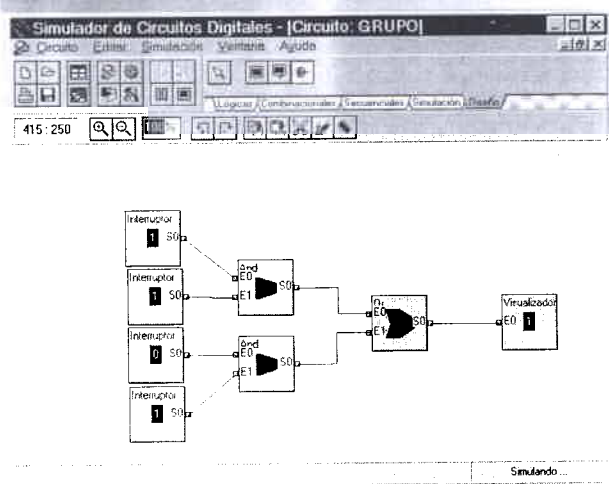 Simulador de Circuitos Digitales - [Circuito: GRUPO]
Circuito Editar Simulación Ventana Ayuda
Lógicas Combinacionales Secuenciales Simulación Diseño
415 : 250
Interruptor
1 S0
Interruptor
1 S0
Interruptor
0 S0
Interruptor
1 S0
And
E0
E1
S0
And
E0
E1
S0
Or
E0
E1
S0
Visualizador
E0 1
Simulando ...